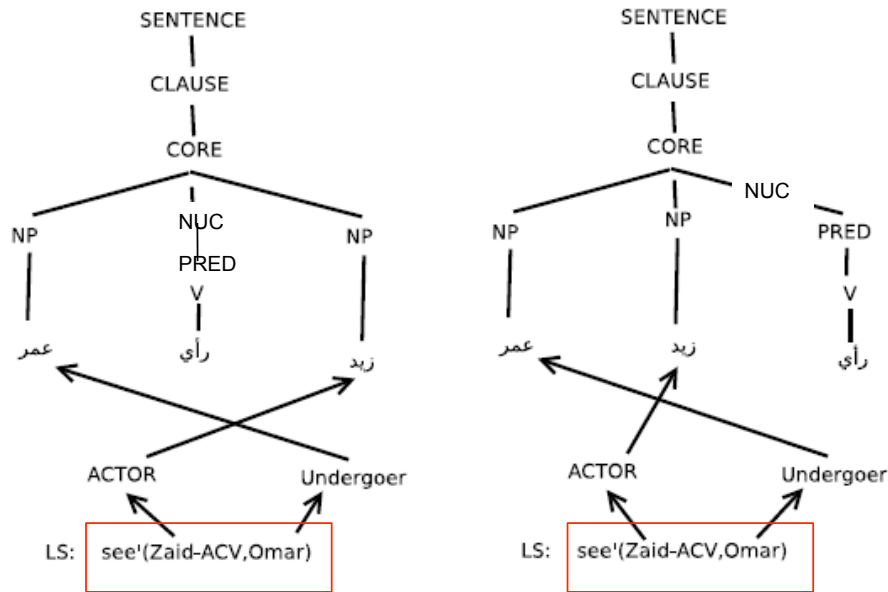 SENTENCE
CLAUSE
CORE
NP
NUC
NP
PRED
V
عمر
رأي
زيد
ACTOR
Undergoer
LS: see'(Zaid-ACV,Omar)
SENTENCE
CLAUSE
CORE
NUC
NP
NP
PRED
V
عمر
زيد
رأي
ACTOR
Undergoer
LS: see'(Zaid-ACV,Omar)